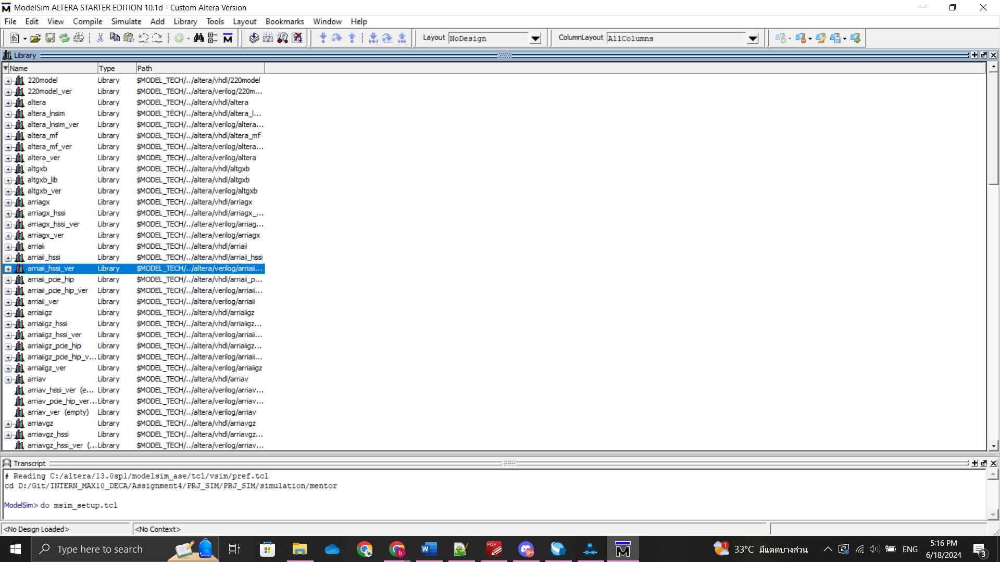 ModelSim ALTERA STARTER EDITION 10.1d - Custom Altera Version
File Edit View Compile Simulate Add Library Tools Layout Bookmarks Window Help
Layout NoDesign ColumnLayout AllColumns
Library
Name Type Path
220model Library $MODEL_TECH/../altera/vhdl/220model
220model_ver Library $MODEL_TECH/../altera/verilog/220m...
altera Library $MODEL_TECH/../altera/vhdl/altera
altera_lnsim Library $MODEL_TECH/../altera/vhdl/altera_l...
altera_lnsim_ver Library $MODEL_TECH/../altera/verilog/altera...
altera_mf Library $MODEL_TECH/../altera/vhdl/altera_mf
altera_mf_ver Library $MODEL_TECH/../altera/verilog/altera...
altera_ver Library $MODEL_TECH/../altera/verilog/altera
altgxb Library $MODEL_TECH/../altera/vhdl/altgxb
altgxb_lib Library $MODEL_TECH/../altera/vhdl/altgxb
altgxb_ver Library $MODEL_TECH/../altera/verilog/altgxb
arriagx Library $MODEL_TECH/../altera/vhdl/arriagx
arriagx_hssi Library $MODEL_TECH/../altera/vhdl/arriagx_...
arriagx_hssi_ver Library $MODEL_TECH/../altera/verilog/arriag...
arriagx_ver Library $MODEL_TECH/../altera/verilog/arriagx
arriaii Library $MODEL_TECH/../altera/vhdl/arriaii
arriaii_hssi Library $MODEL_TECH/../altera/vhdl/arriaii_hssi
arriaii_hssi_ver Library $MODEL_TECH/../altera/verilog/arriaii...
arriaii_pcie_hip Library $MODEL_TECH/../altera/vhdl/arriaii_p...
arriaii_pcie_hip_ver Library $MODEL_TECH/../altera/verilog/arriaii...
arriaii_ver Library $MODEL_TECH/../altera/verilog/arriaii
arriaiigz Library $MODEL_TECH/../altera/vhdl/arriaiigz
arriaiigz_hssi Library $MODEL_TECH/../altera/vhdl/arriaiigz...
arriaiigz_hssi_ver Library $MODEL_TECH/../altera/verilog/arriaii...
arriaiigz_pcie_hip Library $MODEL_TECH/../altera/vhdl/arriaiigz...
arriaiigz_pcie_hip_v... Library $MODEL_TECH/../altera/verilog/arriaii...
arriaiigz_ver Library $MODEL_TECH/../altera/verilog/arriaiigz
arriav Library $MODEL_TECH/../altera/vhdl/arriav
arriav_hssi_ver (e... Library $MODEL_TECH/../altera/verilog/arriav...
arriav_pcie_hip_ver... Library $MODEL_TECH/../altera/verilog/arriav...
arriav_ver (empty) Library $MODEL_TECH/../altera/verilog/arriav
arriavgz Library $MODEL_TECH/../altera/vhdl/arriavgz
arriavgz_hssi Library $MODEL_TECH/../altera/vhdl/arriavgz...
arriavgz_hssi_ver (... Library $MODEL_TECH/../altera/verilog/arriav...
Transcript
# Reading C:/altera/13.0sp1/modelsim_ase/tcl/vsim/pref.tcl
cd D:/Git/INTERN_MAX10_DECA/Assignment4/PRJ_SIM/PRJ_SIM/simulation/mentor
ModelSim> do msim_setup.tcl
<No Design Loaded> <No Context>
Type here to search
PDF
9+
1
33°C มีแดดบางส่วน
ENG
5:16 PM
6/18/2024
3